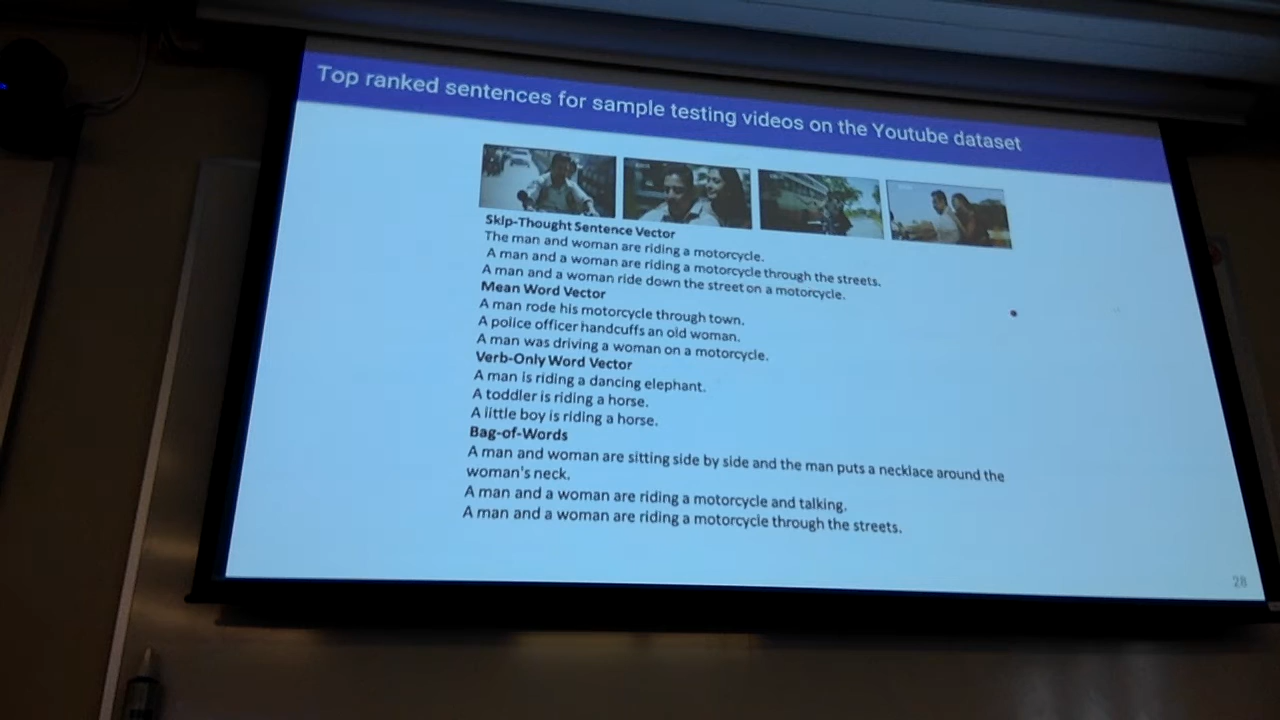 Top ranked sentences for sample testing videos on the Youtube dataset
Skip-Thought Sentence Vector
The man and woman are riding a motorcycle.
A man and a woman are riding a motorcycle through the streets.
A man and a woman ride down the street on a motorcycle.
Mean Word Vector
A man rode his motorcycle through town.
A police officer handcuffs an old woman.
A man was driving a woman on a motorcycle.
Verb-Only Word Vector
A man is riding a dancing elephant.
A toddler is riding a horse.
A little boy is riding a horse.
Bag-of-Words
A man and woman are sitting side by side and the man puts a necklace around the
woman's neck.
A man and a woman are riding a motorcycle and talking.
A man and a woman are riding a motorcycle through the streets.
28